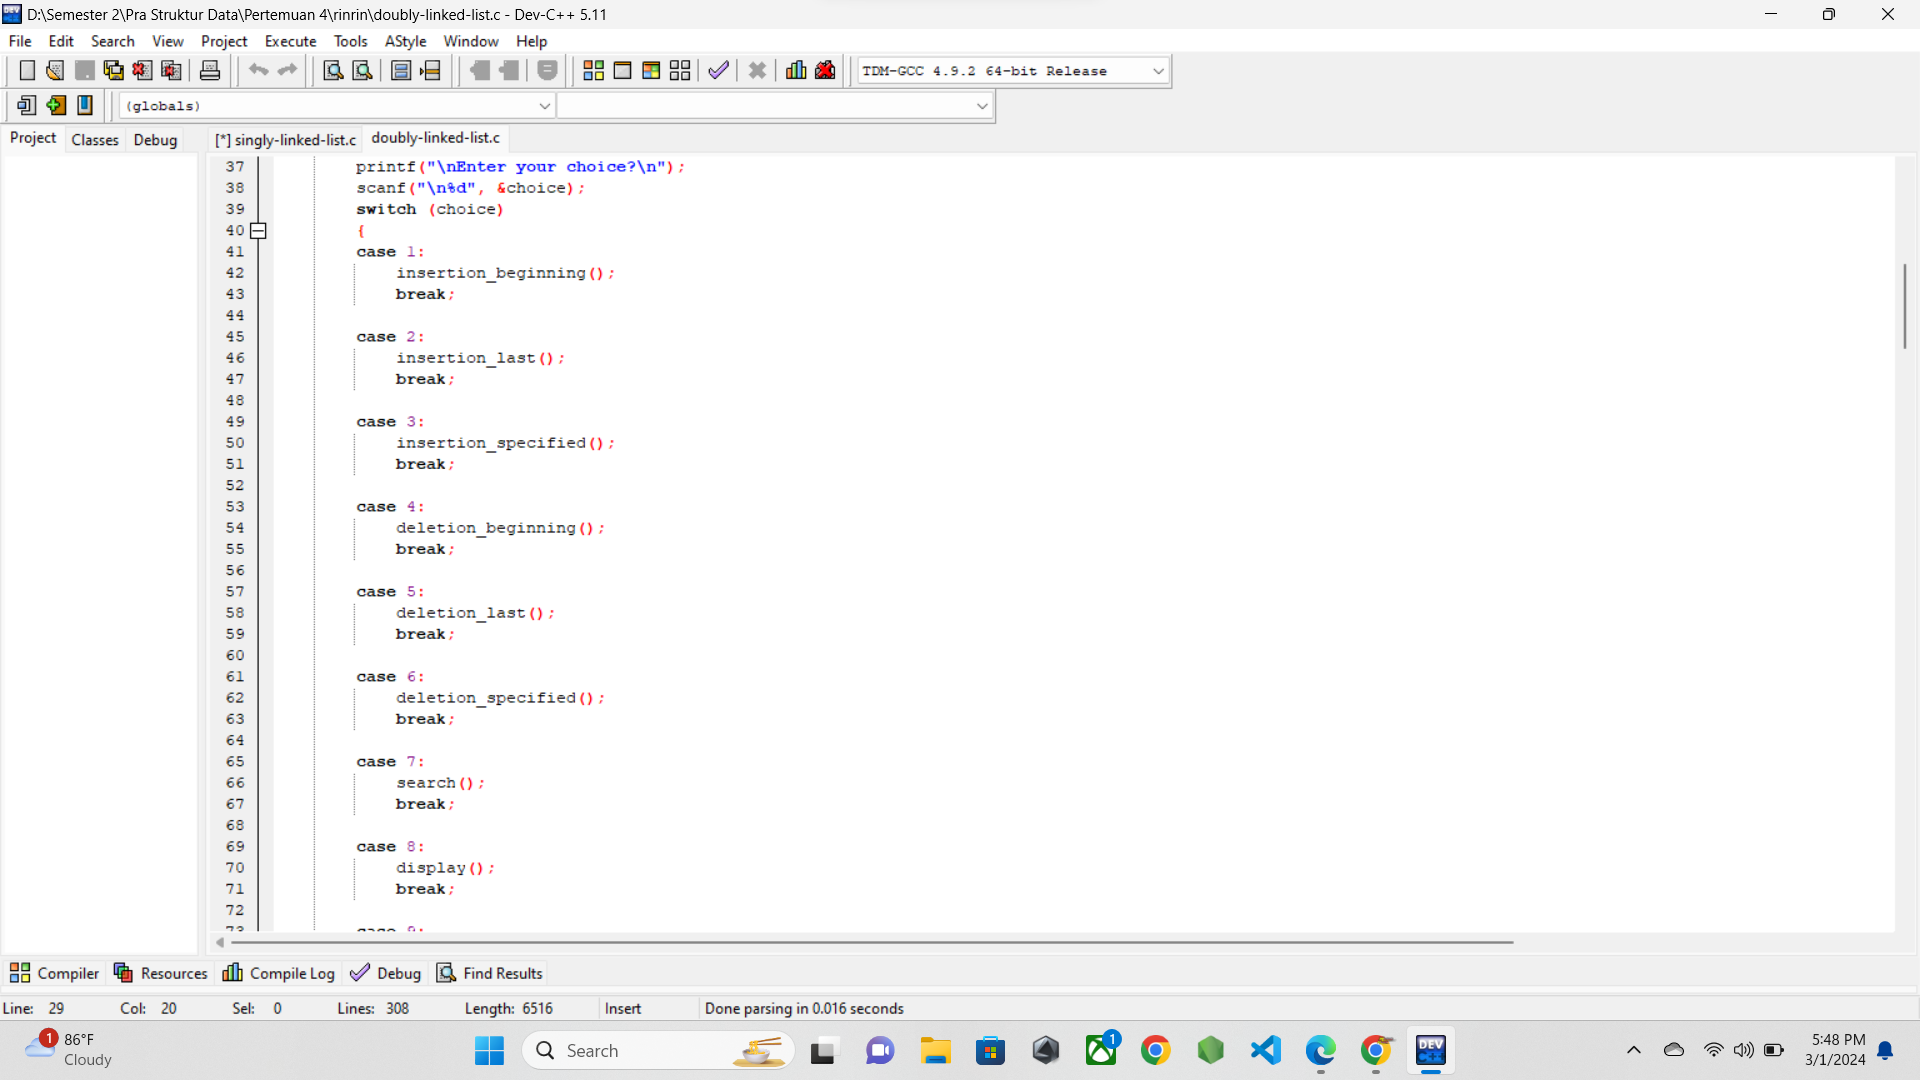 D:\Semester 2\Pra Struktur Data\Pertemuan 4\rinrin\doubly-linked-list.c - Dev-C++ 5.11
File Edit Search View Project Execute Tools AStyle Window Help
TDM-GCC 4.9.2 64-bit Release
(globals)
Project Classes Debug [*] singly-linked-list.c doubly-linked-list.c
37 printf("\nEnter your choice?\n");
38 scanf("\n%d", &choice);
39 switch (choice)
40 {
41 case 1:
42 insertion_beginning();
43 break;
44
45 case 2:
46 insertion_last();
47 break;
48
49 case 3:
50 insertion_specified();
51 break;
52
53 case 4:
54 deletion_beginning();
55 break;
56
57 case 5:
58 deletion_last();
59 break;
60
61 case 6:
62 deletion_specified();
63 break;
64
65 case 7:
66 search();
67 break;
68
69 case 8:
70 display();
71 break;
72
73 case 9:
Compiler Resources Compile Log Debug Find Results
Line: 29 Col: 20 Sel: 0 Lines: 308 Length: 6516 Insert Done parsing in 0.016 seconds
1 86°F
Cloudy
Search
1
DEV
C++
5:48 PM
3/1/2024